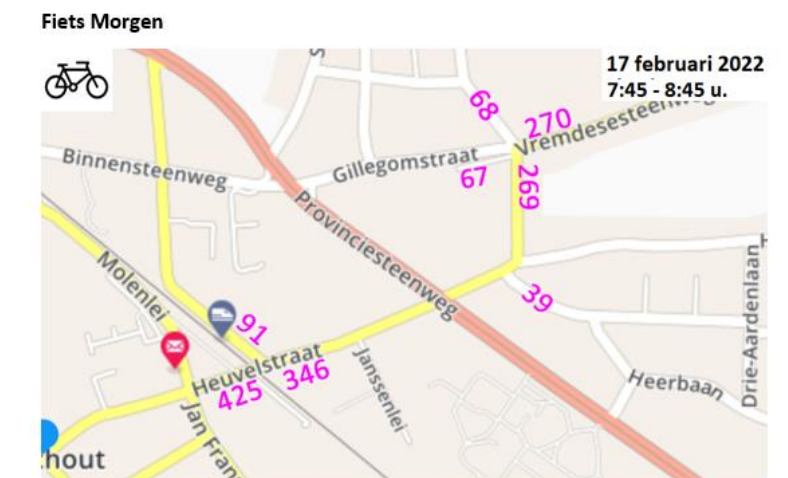 Fiets Morgen
17 februari 2022
7:45 - 8:45 u.
68
270
Vremdesesteenweg
Binnensteenweg
Gillegomstraat
67
269
Provinciesteenweg
Molenlei
39
91
Drie-Aardenlaan
Heuvelstraat
425
346
Janssenlei
Heerbaan
Jan Frans
hout